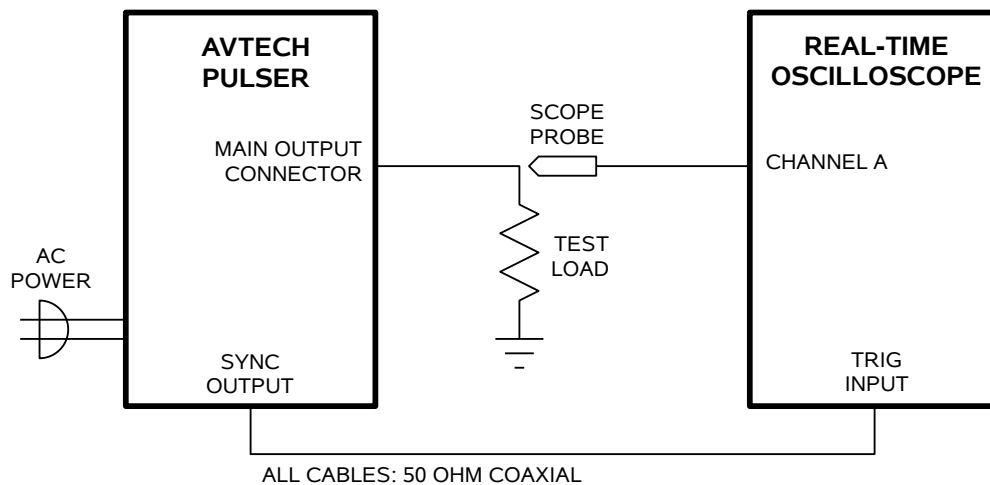 AVTECH
PULSER
REAL-TIME
OSCILLOSCOPE
SCOPE
PROBE
MAIN OUTPUT
CONNECTOR
CHANNEL A
TEST
LOAD
AC
POWER
SYNC
OUTPUT
TRIG
INPUT
ALL CABLES: 50 OHM COAXIAL